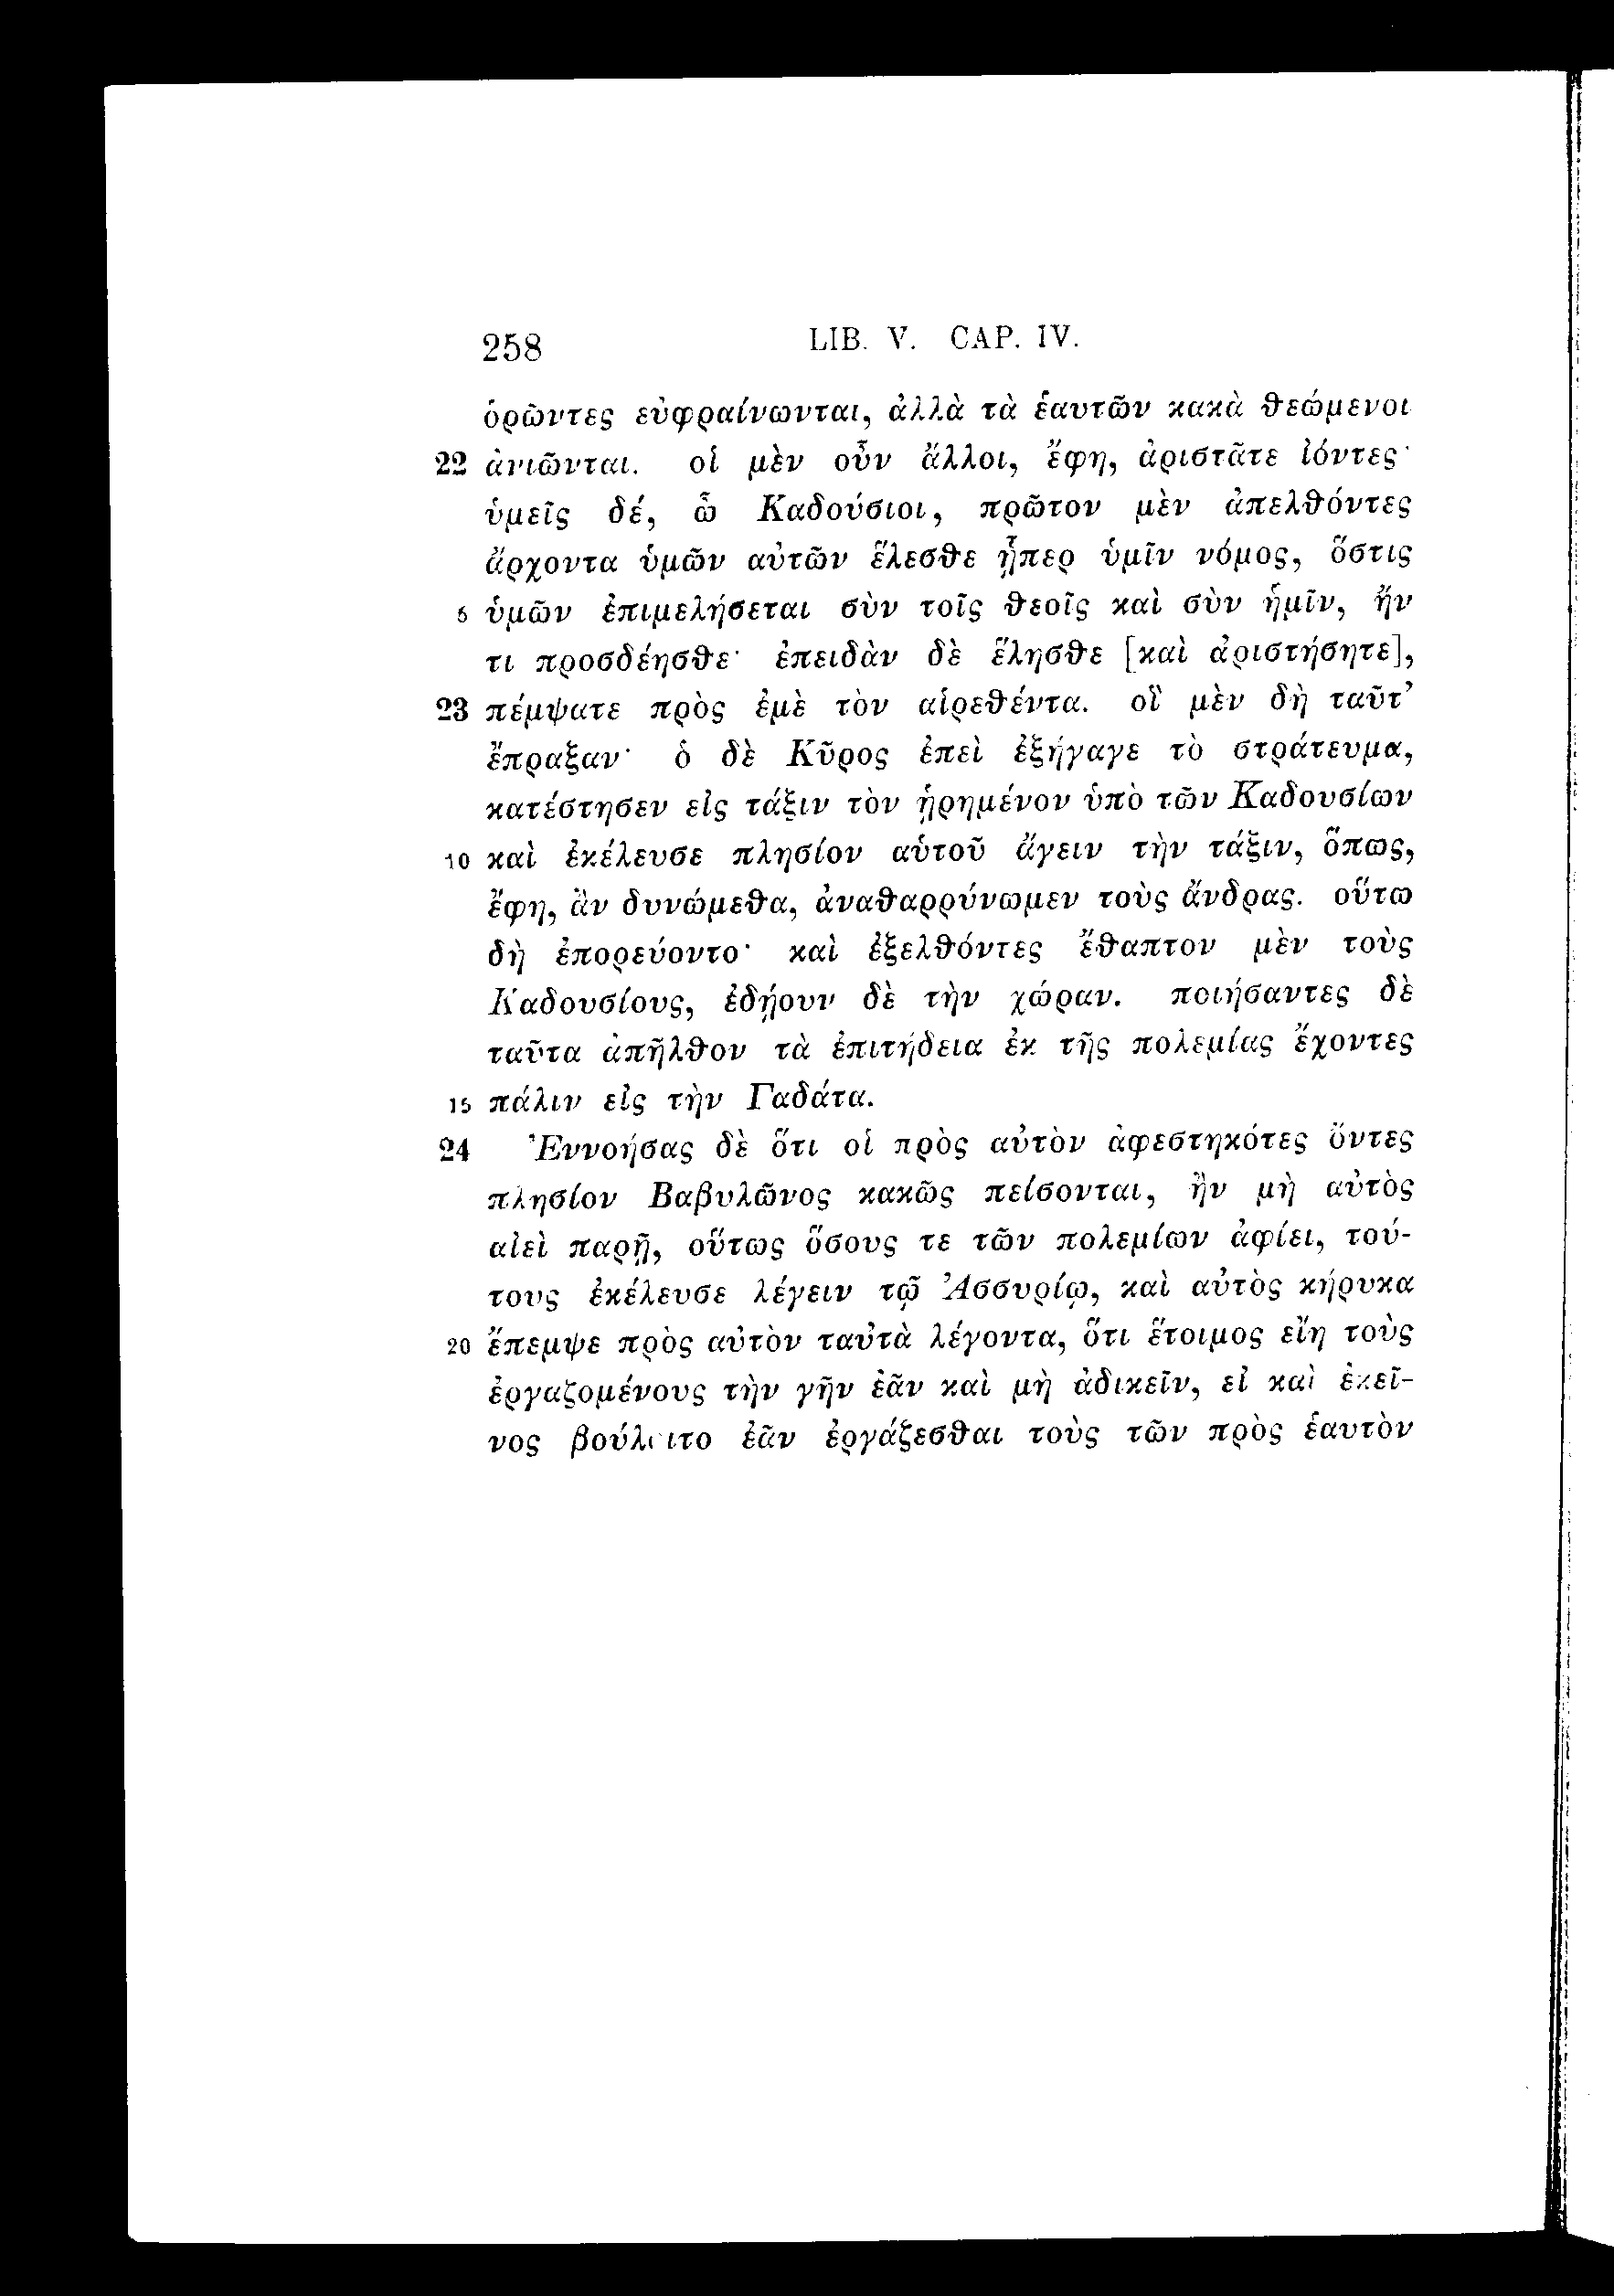 258 LIB. V. CAP. IV.
ὁρῶντες εὐφραίνωνται, ἀλλὰ τὰ ἑαυτῶν κακὰ θεώμενοι
22 ἀνιῶνται. οἱ μὲν οὖν ἄλλοι, ἔφη, ἀριστᾶτε ἰόντες·
ὑμεῖς δέ, ὦ Καδούσιοι, πρῶτον μὲν ἀπελθόντες
ἄρχοντα ὑμῶν αὐτῶν ἕλεσθε ᾗπερ ὑμῖν νόμος, ὅστις
5 ὑμῶν ἐπιμελήσεται σὺν τοῖς θεοῖς καὶ σὺν ἡμῖν, ἤν
τι προσδέησθε· ἐπειδὰν δὲ ἕλησθε [καὶ ἀριστήσητε],
23 πέμψατε πρὸς ἐμὲ τὸν αἱρεθέντα. οἳ μὲν δὴ ταῦτ’
ἔπραξαν· ὁ δὲ Κῦρος ἐπεὶ ἐξήγαγε τὸ στράτευμα,
κατέστησεν εἰς τάξιν τὸν ᾑρημένον ὑπὸ τῶν Καδουσίων
10 καὶ ἐκέλευσε πλησίον αὑτοῦ ἄγειν τὴν τάξιν, ὅπως,
ἔφη, ἂν δυνώμεθα, ἀναθαρρύνωμεν τοὺς ἄνδρας. οὕτω
δὴ ἐπορεύοντο· καὶ ἐξελθόντες ἔθαπτον μὲν τοὺς
Καδουσίους, ἐδῄουν δὲ τὴν χώραν. ποιήσαντες δὲ
ταῦτα ἀπῆλθον τὰ ἐπιτήδεια ἐκ τῆς πολεμίας ἔχοντες
15 πάλιν εἰς τὴν Γαδάτα.
24 Ἐννοήσας δὲ ὅτι οἱ πρὸς αὐτὸν ἀφεστηκότες ὄντες
πλησίον Βαβυλῶνος κακῶς πείσονται, ἢν μὴ αὐτὸς
αἰεὶ παρῇ, οὕτως ὅσους τε τῶν πολεμίων ἀφίει, τού-
τους ἐκέλευσε λέγειν τῷ Ἀσσυρίῳ, καὶ αὐτὸς κήρυκα
20 ἔπεμψε πρὸς αὐτὸν ταὐτὰ λέγοντα, ὅτι ἕτοιμος εἴη τοὺς
ἐργαζομένους τὴν γῆν ἐᾶν καὶ μὴ ἀδικεῖν, εἰ καὶ ἐκεῖ-
νος βούλοιτο ἐᾶν ἐργάζεσθαι τοὺς τῶν πρὸς ἑαυτὸν